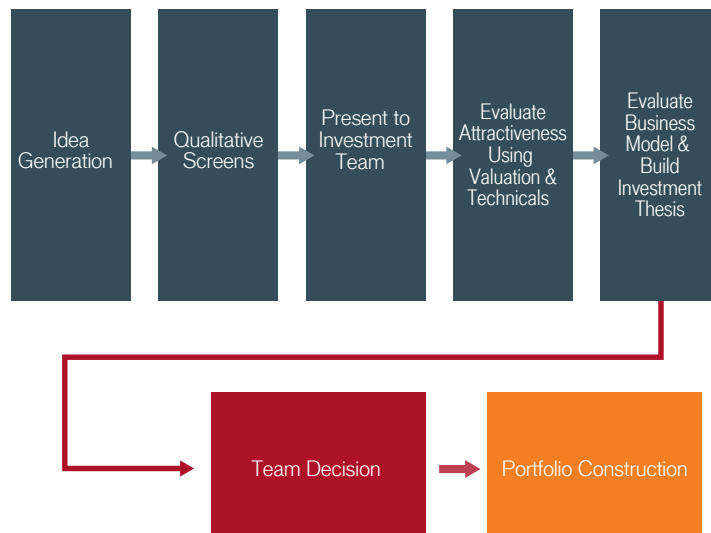 Idea
Generation
Qualitative
Screens
Present to
Investment
Team
Evaluate
Attractiveness
Using
Valuation &
Technicals
Evaluate
Business
Model &
Build
Investment
Thesis
Team Decision
Portfolio Construction